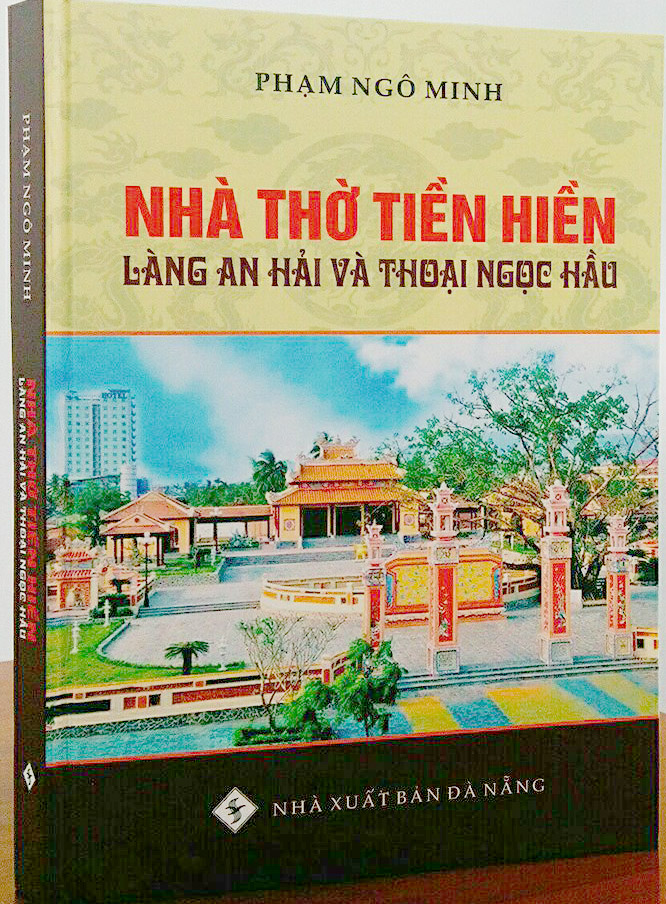 PHẠM NGÔ MINH
NHÀ THỜ TIỀN HIỀN
LÀNG AN HẢI VÀ THOẠI NGỌC HẦU
HOTEL
NHÀ XUẤT BẢN ĐÀ NẴNG
PHẠM NGÔ MINH
NHÀ THỜ TIỀN HIỀN
LÀNG AN HẢI VÀ THOẠI NGỌC HẦU